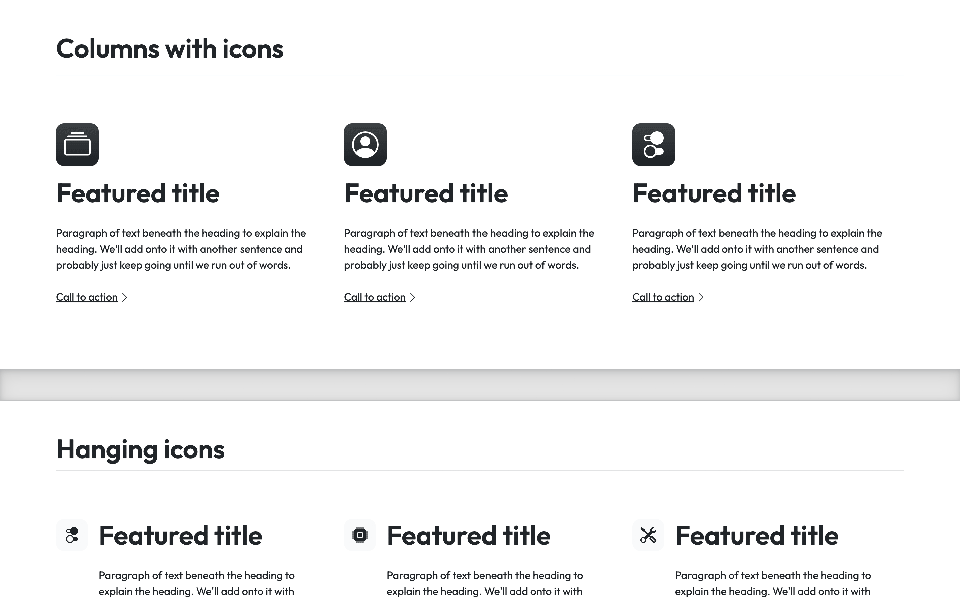 Columns with icons
Featured title
Paragraph of text beneath the heading to explain the
heading. We'll add onto it with another sentence and
probably just keep going until we run out of words.
Call to action
Featured title
Paragraph of text beneath the heading to explain the
heading. We'll add onto it with another sentence and
probably just keep going until we run out of words.
Call to action
Featured title
Paragraph of text beneath the heading to explain the
heading. We'll add onto it with another sentence and
probably just keep going until we run out of words.
Call to action
Hanging icons
Featured title
Paragraph of text beneath the heading to
explain the heading. We'll add onto it with
Featured title
Paragraph of text beneath the heading to
explain the heading. We'll add onto it with
Featured title
Paragraph of text beneath the heading to
explain the heading. We'll add onto it with